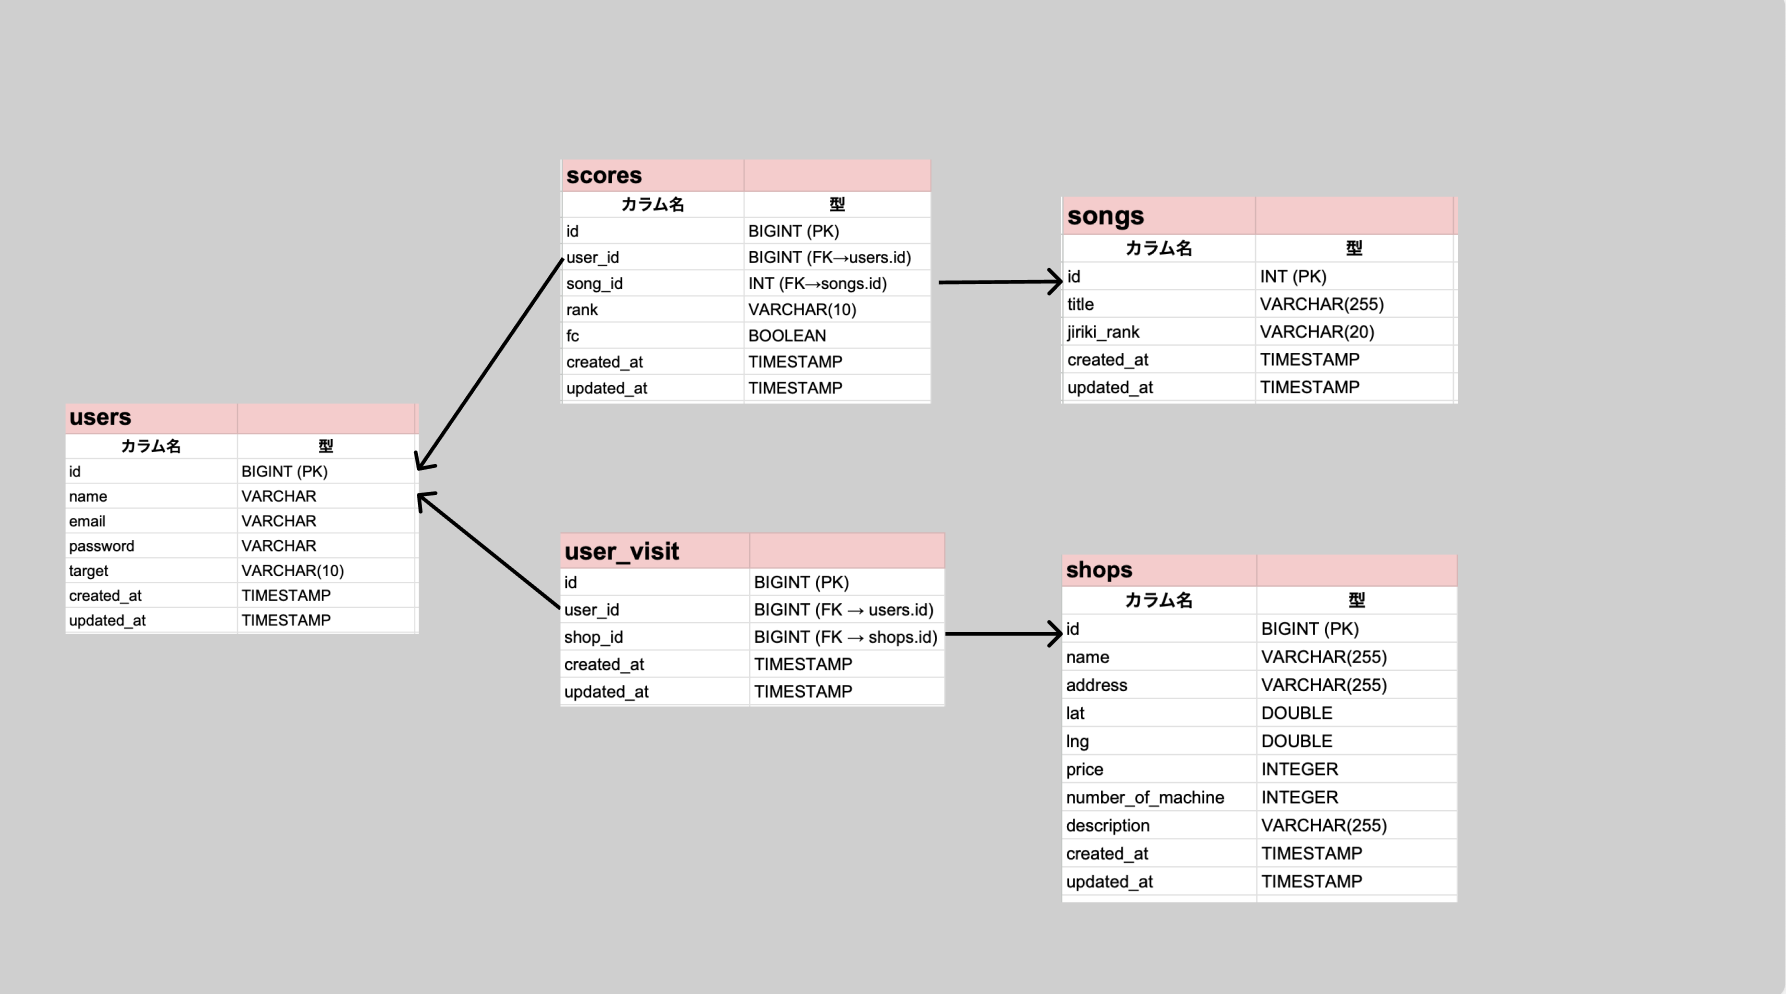 users
カラム名 型
id BIGINT (PK)
name VARCHAR
email VARCHAR
password VARCHAR
target VARCHAR(10)
created_at TIMESTAMP
updated_at TIMESTAMP
scores
カラム名 型
id BIGINT (PK)
user_id BIGINT (FK→users.id)
song_id INT (FK→songs.id)
rank VARCHAR(10)
fc BOOLEAN
created_at TIMESTAMP
updated_at TIMESTAMP
songs
カラム名 型
id INT (PK)
title VARCHAR(255)
jiriki_rank VARCHAR(20)
created_at TIMESTAMP
updated_at TIMESTAMP
user_visit
id BIGINT (PK)
user_id BIGINT (FK → users.id)
shop_id BIGINT (FK → shops.id)
created_at TIMESTAMP
updated_at TIMESTAMP
shops
カラム名 型
id BIGINT (PK)
name VARCHAR(255)
address VARCHAR(255)
lat DOUBLE
lng DOUBLE
price INTEGER
number_of_machine INTEGER
description VARCHAR(255)
created_at TIMESTAMP
updated_at TIMESTAMP